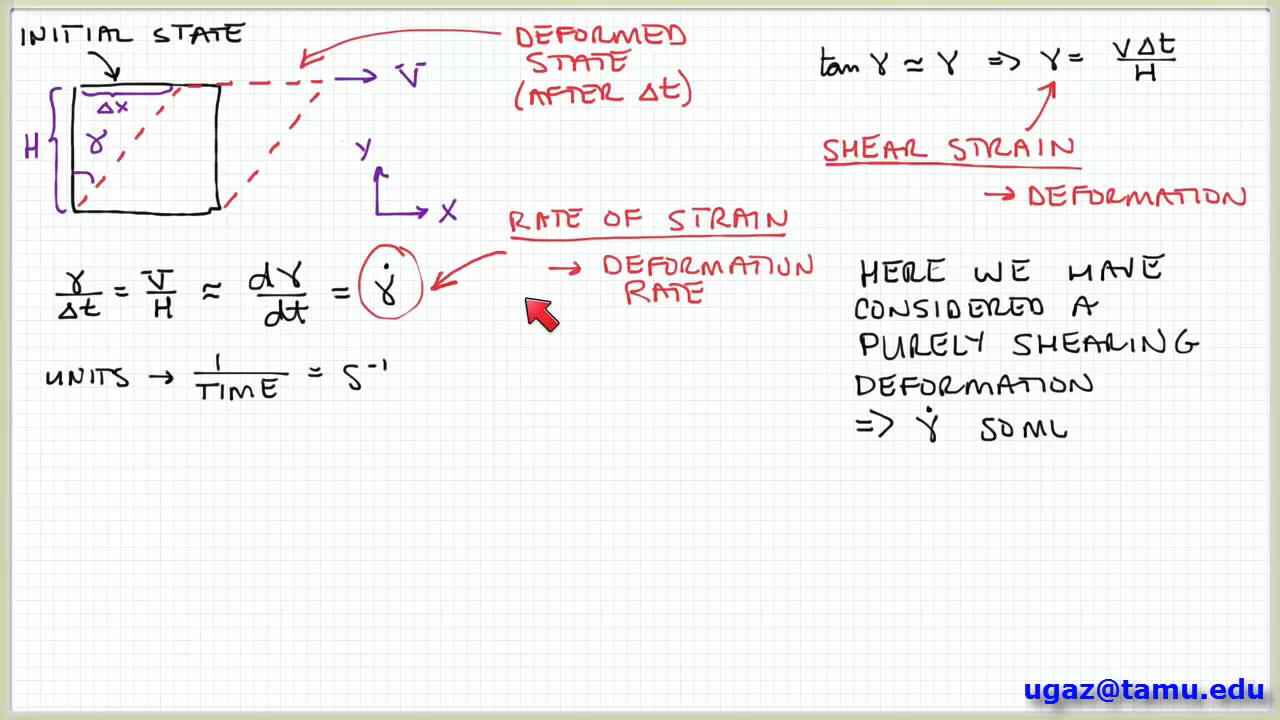 INITIAL STATE
Δx
H
γ
V
DEFORMED
STATE
(AFTER Δt)
y
x
tan γ ≈ γ => γ = VΔt/H
SHEAR STRAIN
→ DEFORMATION
RATE OF STRAIN
→ DEFORMATION
RATE
γ/Δt = V/H ≈ dγ/dt = γ̇
UNITS → 1/TIME = S⁻¹
HERE WE HAVE
CONSIDERED A
PURELY SHEARING
DEFORMATION
=> γ̇ SOME
ugaz@tamu.edu